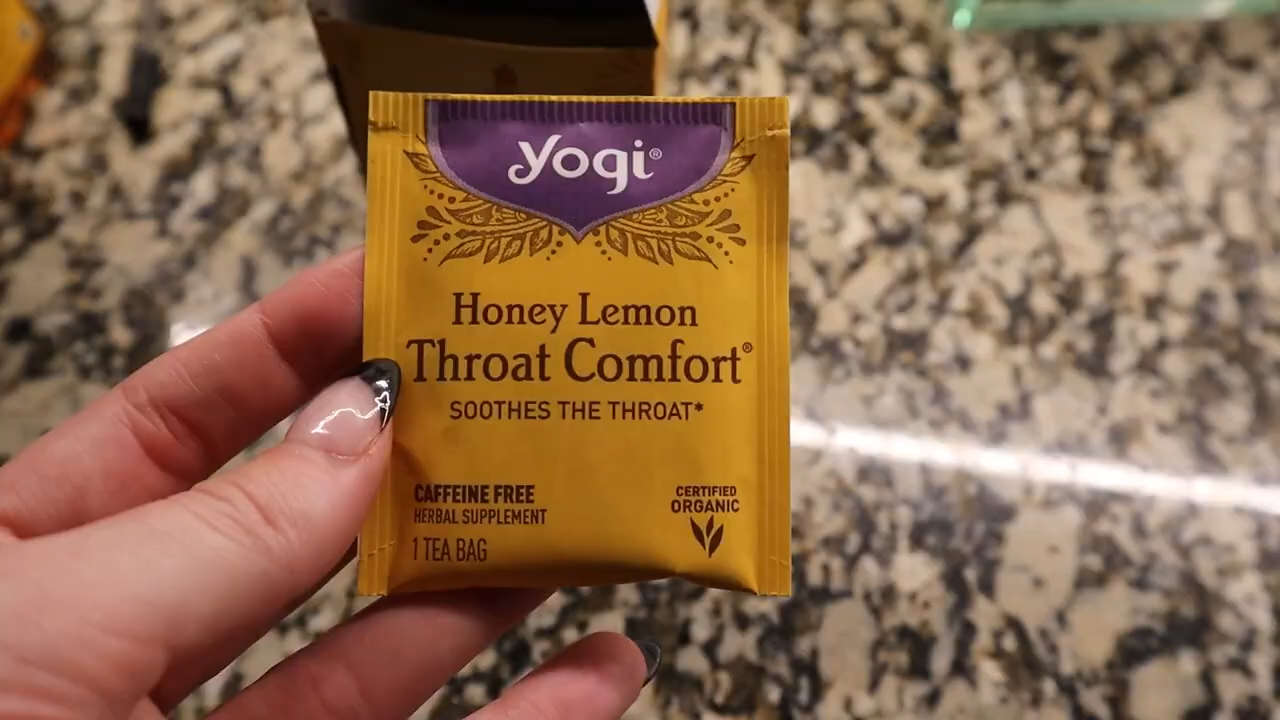 yogi®
Honey Lemon
Throat Comfort®
SOOTHES THE THROAT*
CAFFEINE FREE
HERBAL SUPPLEMENT
1 TEA BAG
CERTIFIED
ORGANIC